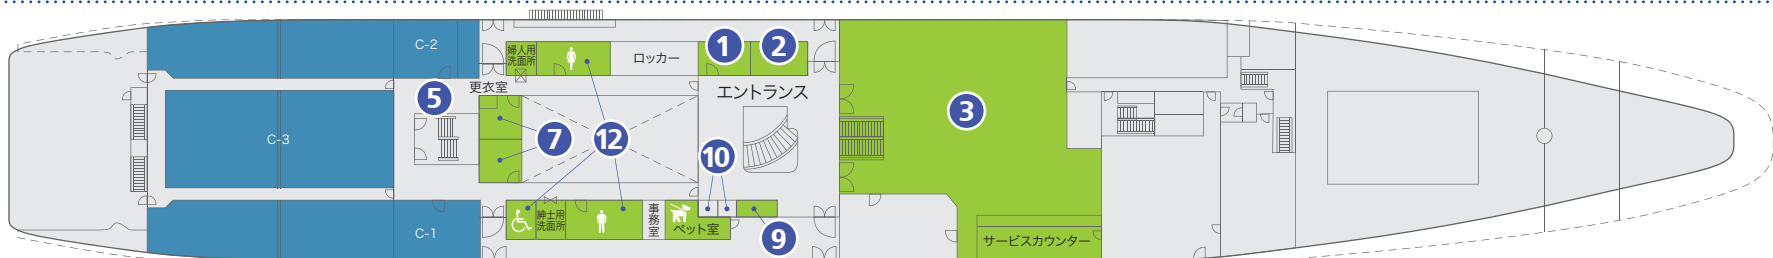 C-2
婦人用
洗面所
ロッカー
1
2
更衣室
エントランス
5
3
C-3
7
12
10
紳士用
洗面所
事務室
ペット室
9
C-1
サービスカウンター